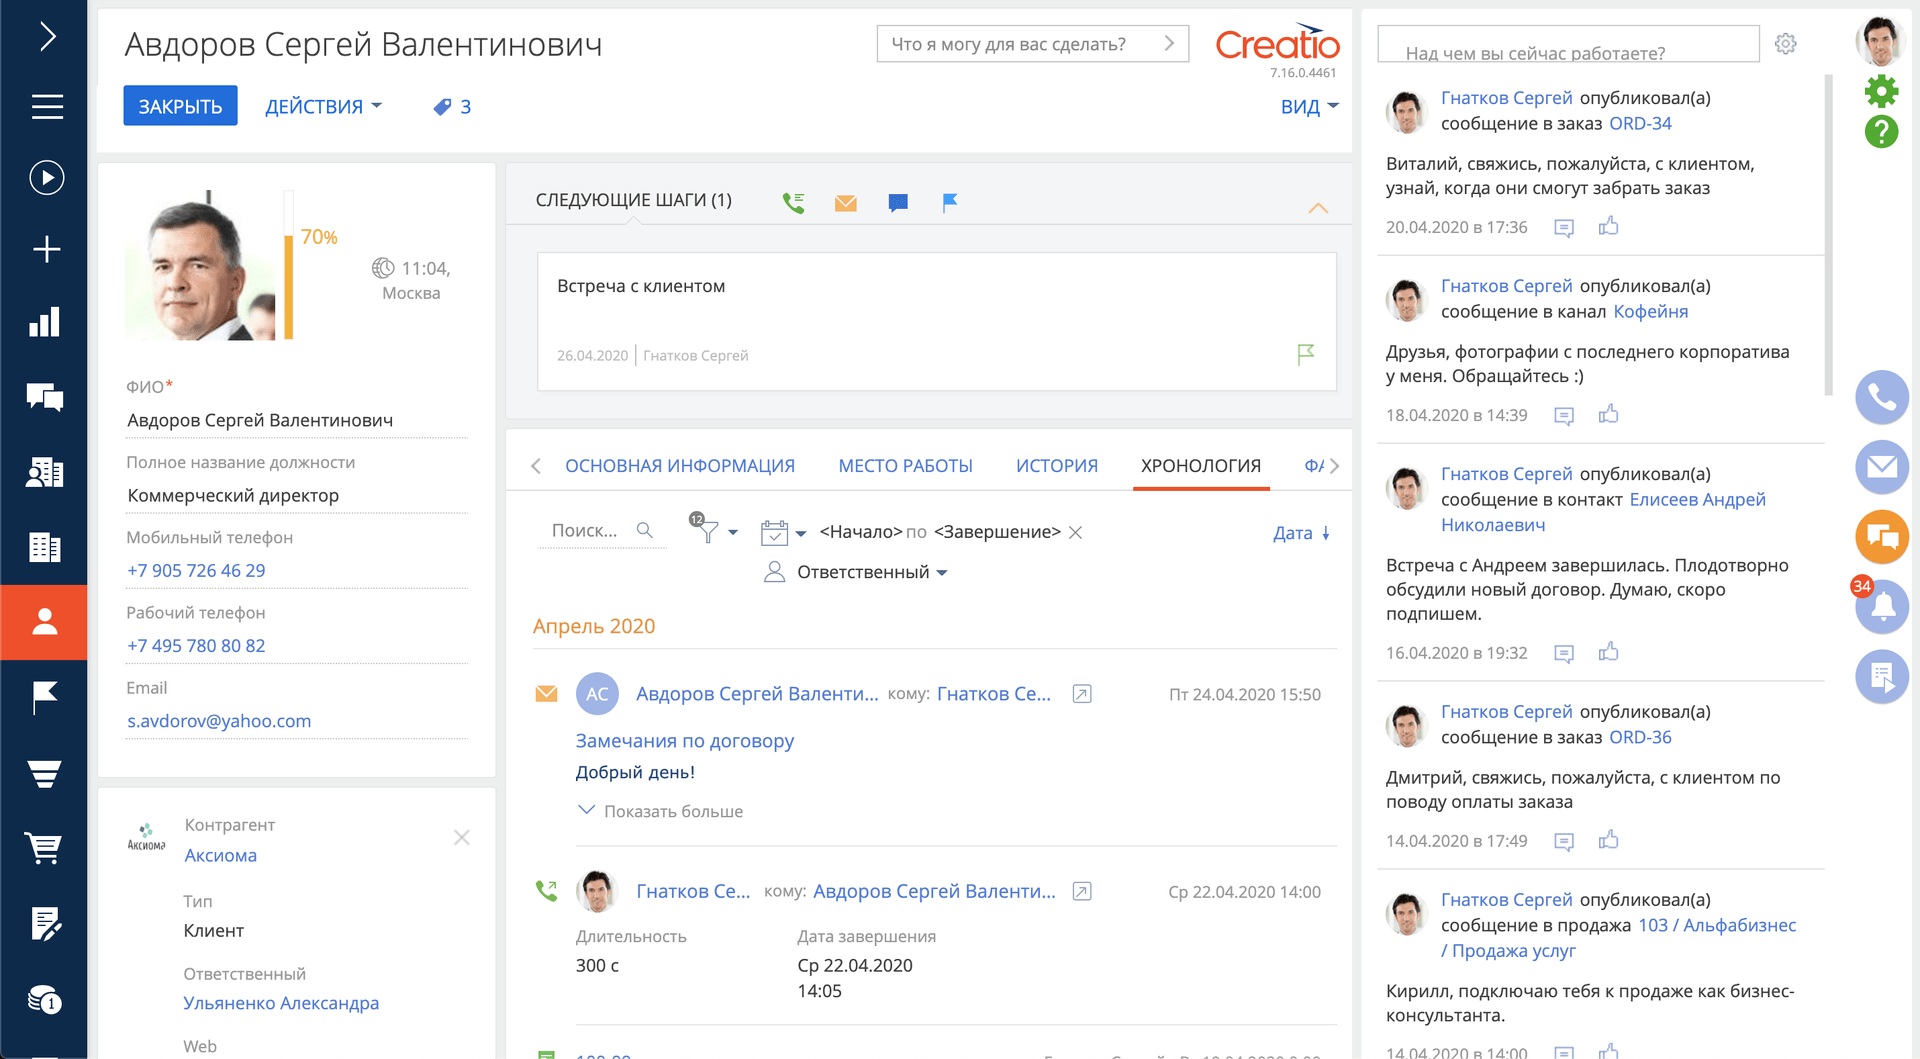 Авдоров Сергей Валентинович
Что я могу для вас сделать?
Creatio
7.16.0.4461
ЗАКРЫТЬ
ДЕЙСТВИЯ
3
ВИД
70%
11:04,
Москва
ФИО*
Авдоров Сергей Валентинович
Полное название должности
Коммерческий директор
Мобильный телефон
+7 905 726 46 29
Рабочий телефон
+7 495 780 80 82
Email
s.avdorov@yahoo.com
Аксиома
Контрагент
Аксиома
Тип
Клиент
Ответственный
Ульяненко Александра
Web
1
СЛЕДУЮЩИЕ ШАГИ (1)
Встреча с клиентом
26.04.2020 | Гнатков Сергей
ОСНОВНАЯ ИНФОРМАЦИЯ МЕСТО РАБОТЫ ИСТОРИЯ ХРОНОЛОГИЯ
Поиск... 12 <Начало> по <Завершение> Дата
Ответственный
Апрель 2020
АС Авдоров Сергей Валенти... кому: Гнатков Се... Пт 24.04.2020 15:50
Замечания по договору
Добрый день!
Показать больше
Гнатков Се... кому: Авдоров Сергей Валенти... Ср 22.04.2020 14:00
Длительность Дата завершения
300 с Ср 22.04.2020
14:05
Над чем вы сейчас работаете?
Гнатков Сергей опубликовал(а)
сообщение в заказ ORD-34
Виталий, свяжись, пожалуйста, с клиентом,
узнай, когда они смогут забрать заказ
20.04.2020 в 17:36
Гнатков Сергей опубликовал(а)
сообщение в канал Кофейня
Друзья, фотографии с последнего корпоратива
у меня. Обращайтесь :)
18.04.2020 в 14:39
Гнатков Сергей опубликовал(а)
сообщение в контакт Елисеев Андрей
Николаевич
Встреча с Андреем завершилась. Плодотворно
обсудили новый договор. Думаю, скоро
подпишем.
16.04.2020 в 19:32
Гнатков Сергей опубликовал(а)
сообщение в заказ ORD-36
Дмитрий, свяжись, пожалуйста, с клиентом по
поводу оплаты заказа
14.04.2020 в 17:49
Гнатков Сергей опубликовал(а)
сообщение в продажа 103 / Альфабизнес
/ Продажа услуг
Кирилл, подключаю тебя к продаже как бизнес-
консультанта.
14.04.2020 в 14:00
?
34